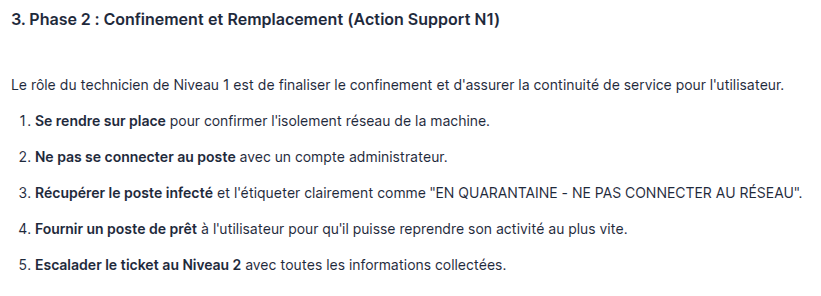 3. Phase 2 : Confinement et Remplacement (Action Support N1)
Le rôle du technicien de Niveau 1 est de finaliser le confinement et d'assurer la continuité de service pour l'utilisateur.
1. Se rendre sur place pour confirmer l'isolement réseau de la machine.
2. Ne pas se connecter au poste avec un compte administrateur.
3. Récupérer le poste infecté et l'étiqueter clairement comme "EN QUARANTAINE - NE PAS CONNECTER AU RÉSEAU".
4. Fournir un poste de prêt à l'utilisateur pour qu'il puisse reprendre son activité au plus vite.
5. Escalader le ticket au Niveau 2 avec toutes les informations collectées.